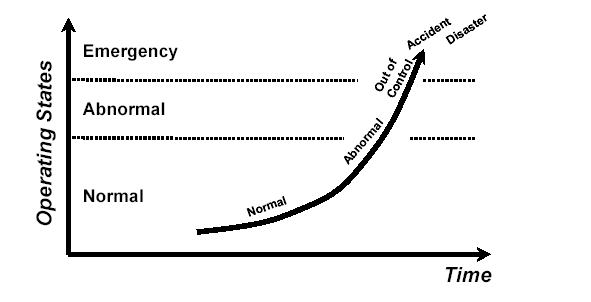 Emergency
Abnormal
Normal
Operating States
Time
Normal
Abnormal
Out of
Control
Accident
Disaster